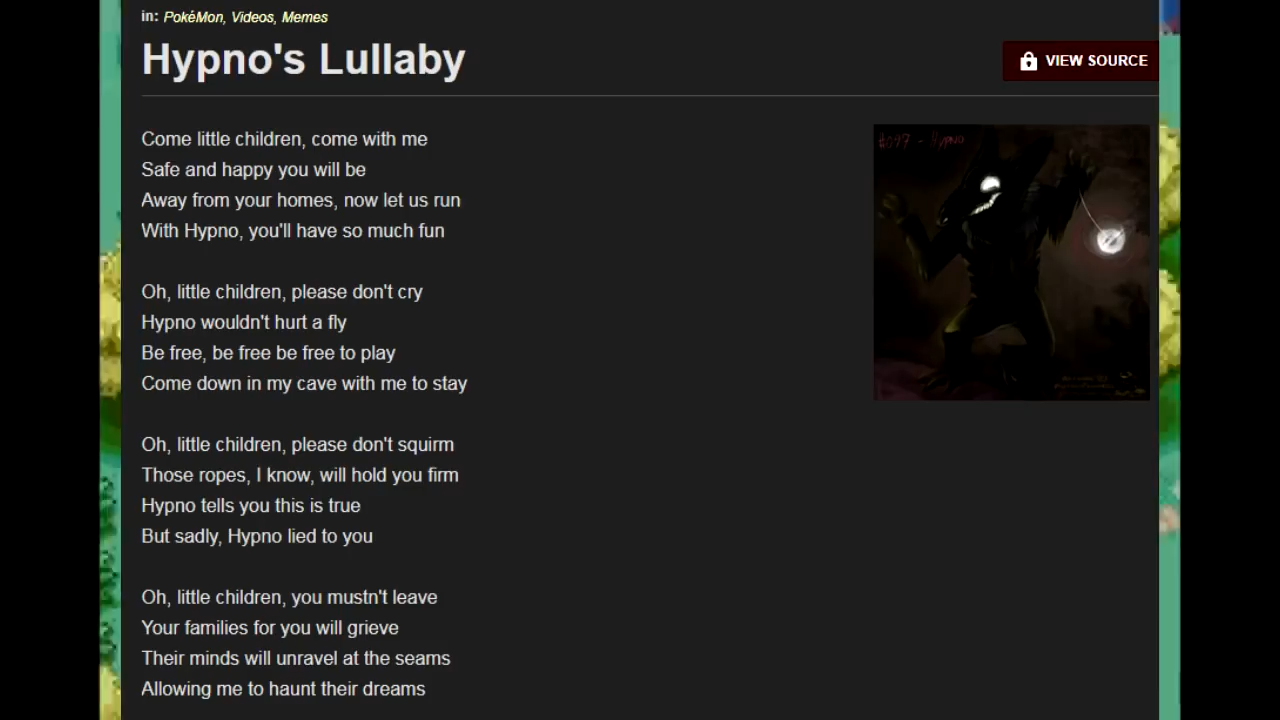 in: PokéMon, Videos, Memes
Hypno's Lullaby
VIEW SOURCE
Come little children, come with me
Safe and happy you will be
Away from your homes, now let us run
With Hypno, you'll have so much fun
Oh, little children, please don't cry
Hypno wouldn't hurt a fly
Be free, be free be free to play
Come down in my cave with me to stay
Oh, little children, please don't squirm
Those ropes, I know, will hold you firm
Hypno tells you this is true
But sadly, Hypno lied to you
Oh, little children, you mustn't leave
Your families for you will grieve
Their minds will unravel at the seams
Allowing me to haunt their dreams
#097 - Hypno